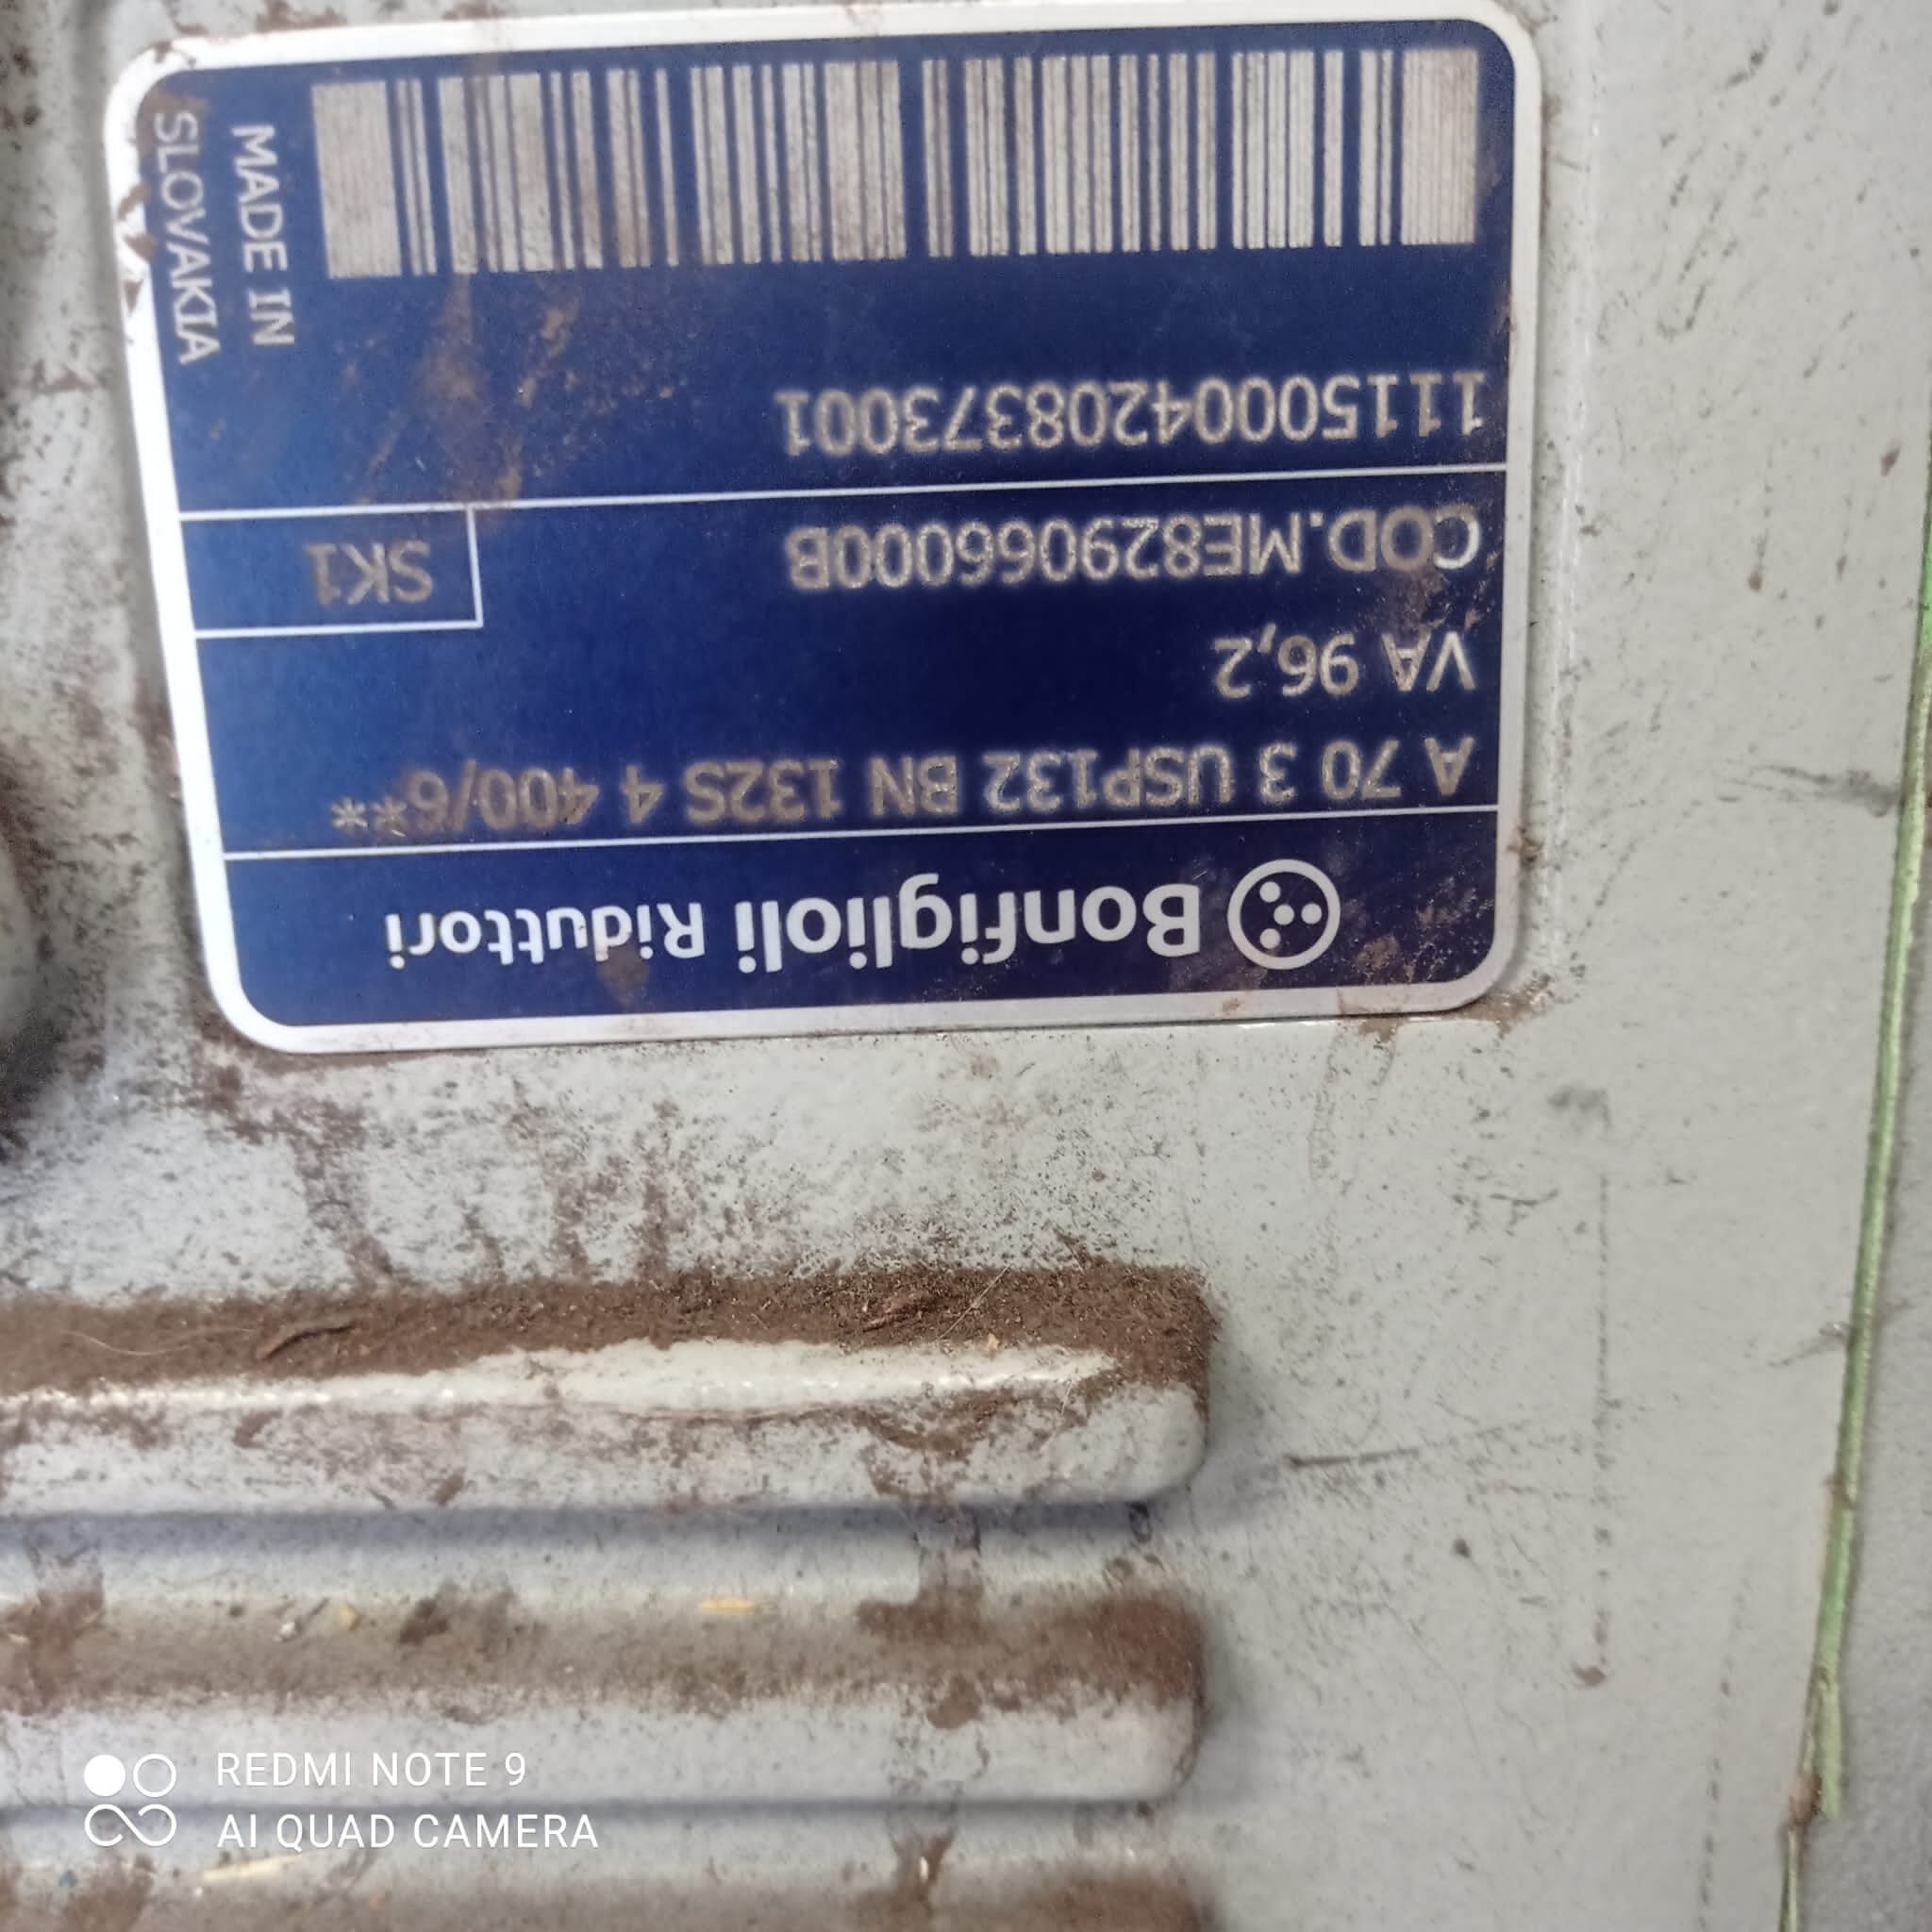 Bonfiglioli Riduttori
A 70 3 USP132 BN 132S 4 400/6**
VA 96,2
COD.ME829066000B
SK1
11150004208373001
MADE IN
SLOVAKIA
REDMI NOTE 9
AI QUAD CAMERA